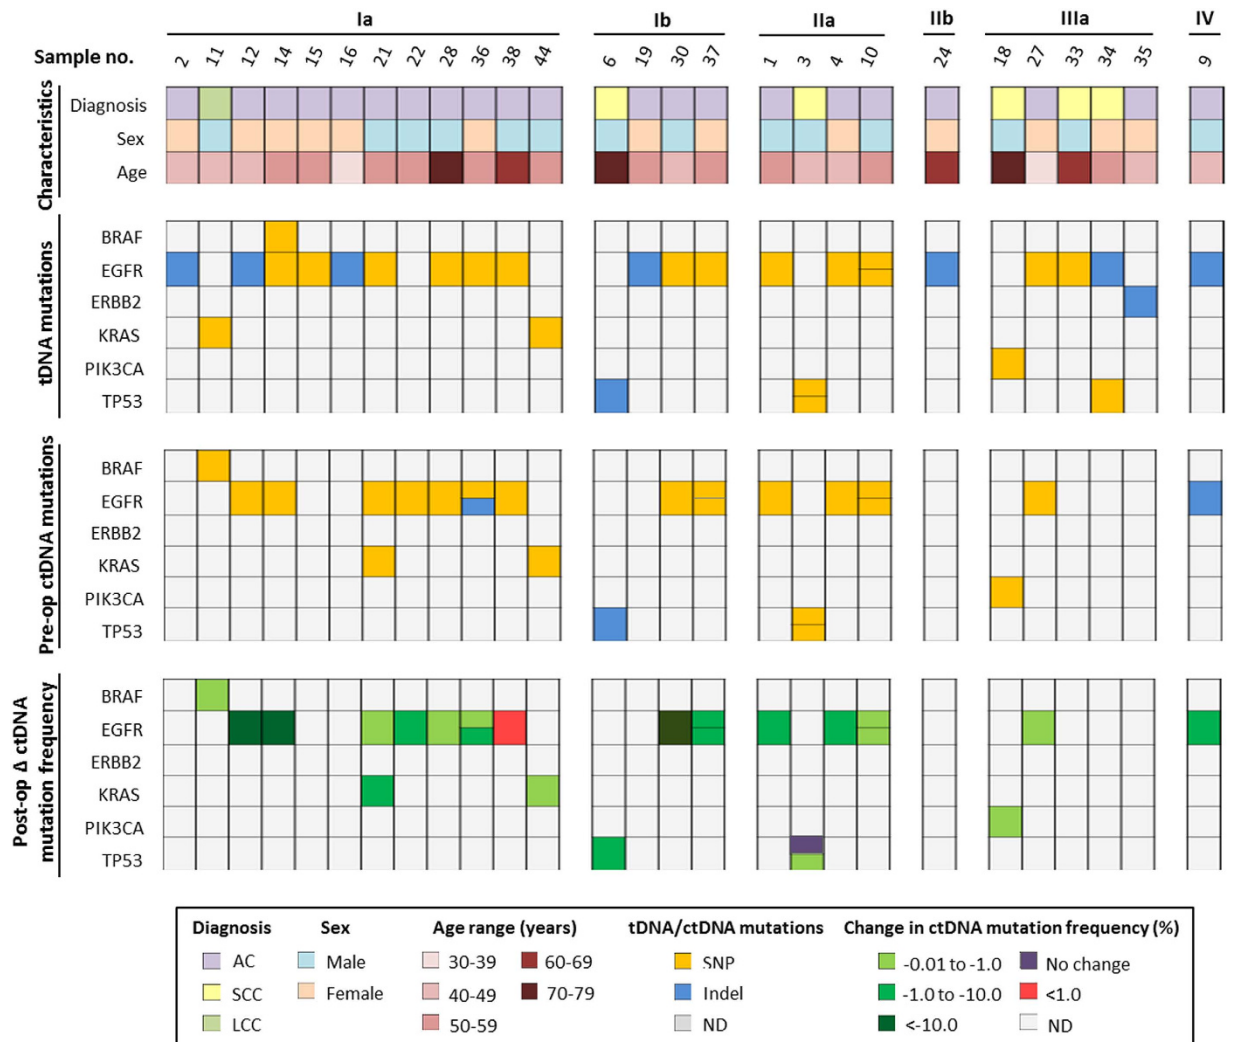 Ia Ib IIa IIb IIIa IV
Sample no. 2 11 12 14 15 16 21 22 28 36 38 44 6 19 30 37 1 3 4 10 24 18 27 33 34 35 9
Characteristics
Diagnosis
Sex
Age
tDNA mutations
BRAF
EGFR
ERBB2
KRAS
PIK3CA
TP53
Pre-op ctDNA mutations
BRAF
EGFR
ERBB2
KRAS
PIK3CA
TP53
Post-op Δ ctDNA
mutation frequency
BRAF
EGFR
ERBB2
KRAS
PIK3CA
TP53
Diagnosis Sex Age range (years) tDNA/ctDNA mutations Change in ctDNA mutation frequency (%)
AC Male 30-39 60-69 SNP -0.01 to -1.0 No change
SCC Female 40-49 70-79 Indel -1.0 to -10.0 <1.0
LCC 50-59 ND <-10.0 ND